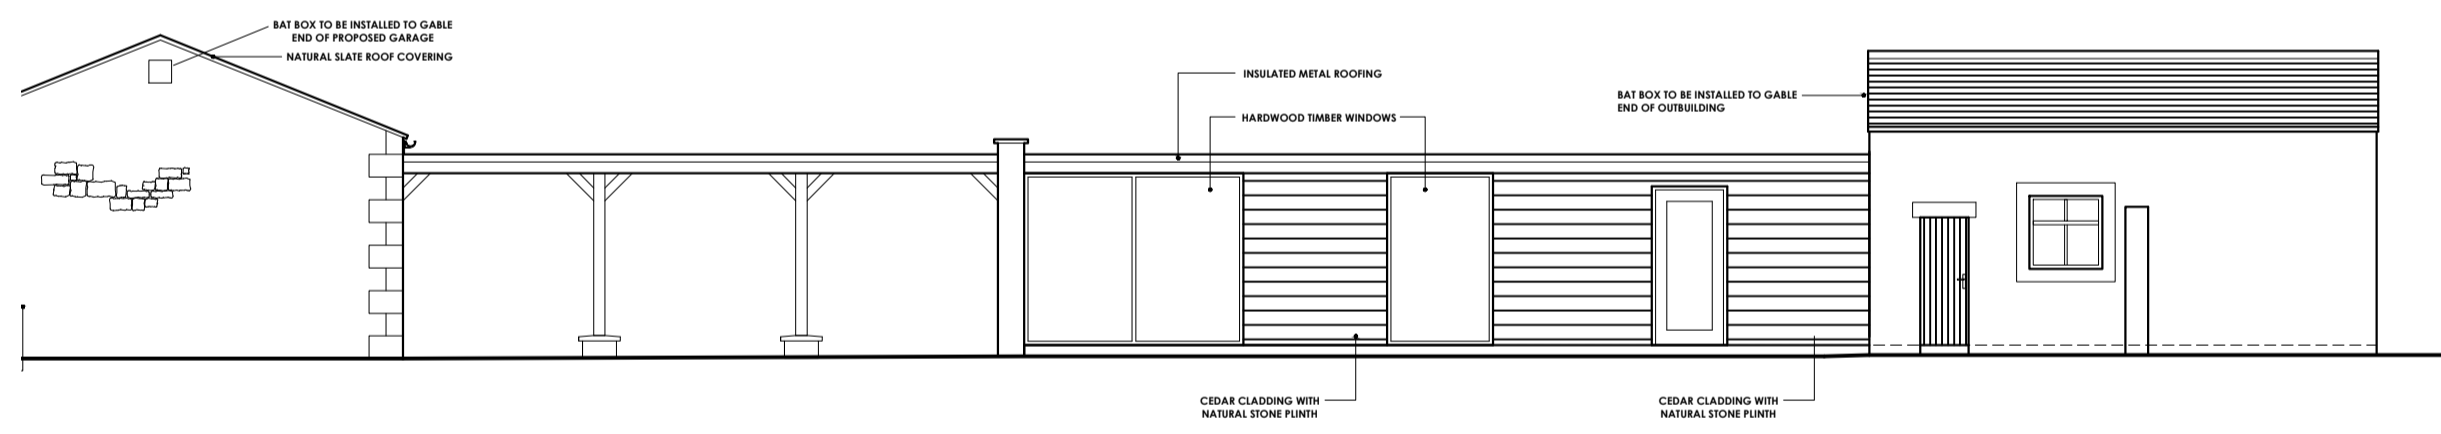 BAT BOX TO BE INSTALLED TO GABLE
END OF PROPOSED GARAGE
NATURAL SLATE ROOF COVERING
INSULATED METAL ROOFING
HARDWOOD TIMBER WINDOWS
BAT BOX TO BE INSTALLED TO GABLE
END OF OUTBUILDING
CEDAR CLADDING WITH
NATURAL STONE PLINTH
CEDAR CLADDING WITH
NATURAL STONE PLINTH